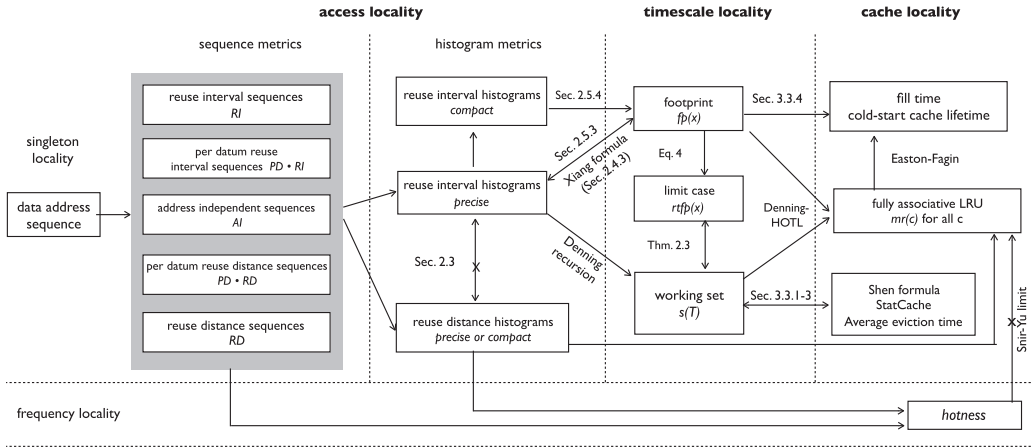 access locality
timescale locality
cache locality
sequence metrics
histogram metrics
singleton
locality
data address
sequence
reuse interval sequences
RI
per datum reuse
interval sequences PD • RI
address independent sequences
AI
per datum reuse distance sequences
PD • RD
reuse distance sequences
RD
reuse interval histograms
compact
reuse interval histograms
precise
Sec. 2.3
X
reuse distance histograms
precise or compact
Sec. 2.5.4
Sec. 2.5.3
Xiang formula
(Sec. 2.4.3)
Denning
recursion
footprint
fp(x)
Eq. 4
limit case
rtfp(x)
Thm. 2.3
working set
s(T)
Sec. 3.3.4
Denning-
HOTL
Sec. 3.3.1-3
fill time
cold-start cache lifetime
Easton-Fagin
fully associative LRU
mr(c) for all c
Shen formula
StatCache
Average eviction time
X
Snir-Yu limit
frequency locality
hotness